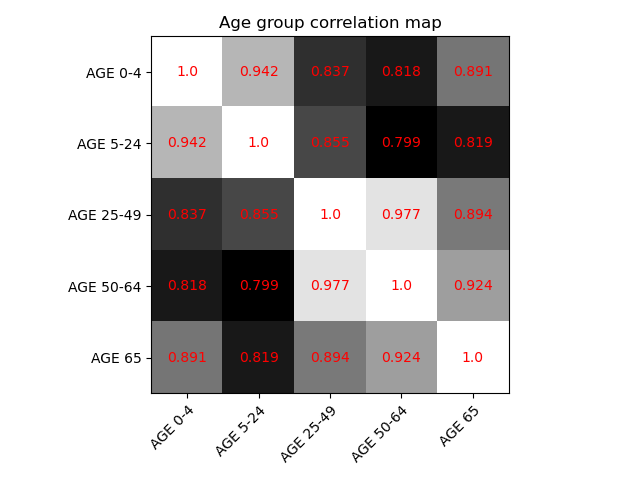 Age group correlation map
AGE 0-4 1.0 0.942 0.837 0.818 0.891
AGE 5-24 0.942 1.0 0.855 0.799 0.819
AGE 25-49 0.837 0.855 1.0 0.977 0.894
AGE 50-64 0.818 0.799 0.977 1.0 0.924
AGE 65 0.891 0.819 0.894 0.924 1.0
AGE 0-4 AGE 5-24 AGE 25-49 AGE 50-64 AGE 65